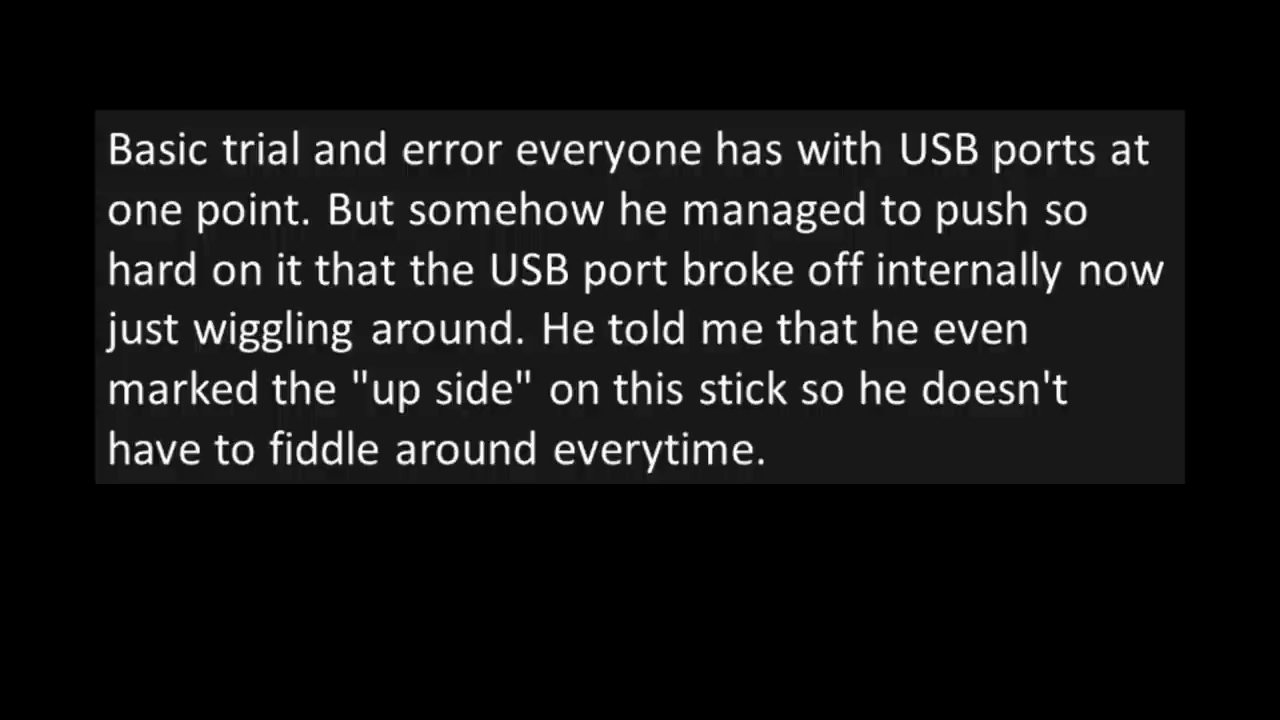 Basic trial and error everyone has with USB ports at
one point. But somehow he managed to push so
hard on it that the USB port broke off internally now
just wiggling around. He told me that he even
marked the "up side" on this stick so he doesn't
have to fiddle around everytime.